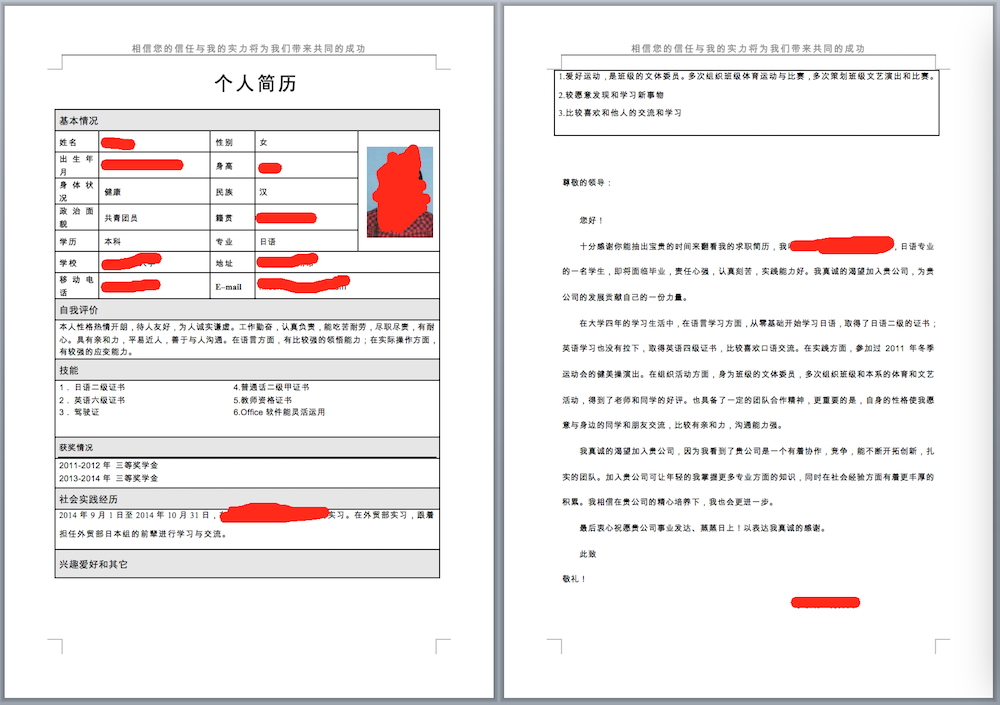 相信您的信任与我的实力将为我们带来共同的成功
个人简历
基本情况
姓名 性别 女
出生年月 身高
身体状况 健康 民族 汉
政治面貌 共青团员 籍贯
学历 本科 专业 日语
学校 地址
移动电话 E-mail
自我评价
本人性格热情开朗，待人友好，为人诚实谦虚。工作勤奋，认真负责，能吃苦耐劳，尽职尽责，有耐
心。具有亲和力，平易近人，善于与人沟通。在语言方面，有比较强的领悟能力；在实际操作方面，
有较强的应变能力。
技能
1．日语二级证书 4.普通话二级甲证书
2．英语六级证书 5.教师资格证书
3．驾驶证 6.Office 软件能灵活运用
获奖情况
2011-2012 年 三等奖学金
2013-2014 年 三等奖学金
社会实践经历
2014 年 9 月 1 日至 2014 年 10 月 31 日，实习。在外贸部实习，跟着
担任外贸部日本组的前辈进行学习与交流。
兴趣爱好和其它
相信您的信任与我的实力将为我们带来共同的成功
1.爱好运动，是班级的文体委员。多次组织班级体育运动与比赛，多次策划班级文艺演出和比赛。
2.较愿意发现和学习新事物
3.比较喜欢和他人的交流和学习
尊敬的领导：
您好！
十分感谢你能抽出宝贵的时间来翻看我的求职简历，我，日语专业
的一名学生，即将面临毕业，责任心强，认真刻苦，实践能力好。我真诚的渴望加入贵公司，为贵
公司的发展贡献自己的一份力量。
在大学四年的学习生活中，在语言学习方面，从零基础开始学习日语，取得了日语二级的证书；
英语学习也没有拉下，取得英语四级证书，比较喜欢口语交流。在实践方面，参加过 2011 年冬季
运动会的健美操演出。在组织活动方面，身为班级的文体委员，多次组织班级和本系的体育和文艺
活动，得到了老师和同学的好评。也具备了一定的团队合作精神，更重要的是，自身的性格使我愿
意与身边的同学和朋友交流，比较有亲和力，沟通能力强。
我真诚的渴望加入贵公司，因为我看到了贵公司是一个有着协作，竞争，能不断开拓创新，扎
实的团队。加入贵公司可让年轻的我掌握更多专业方面的知识，同时在社会经验方面有着更丰厚的
积累。我相信在贵公司的精心培养下，我也会更进一步。
最后衷心祝愿贵公司事业发达、蒸蒸日上！以表达我真诚的感谢。
此致
敬礼！